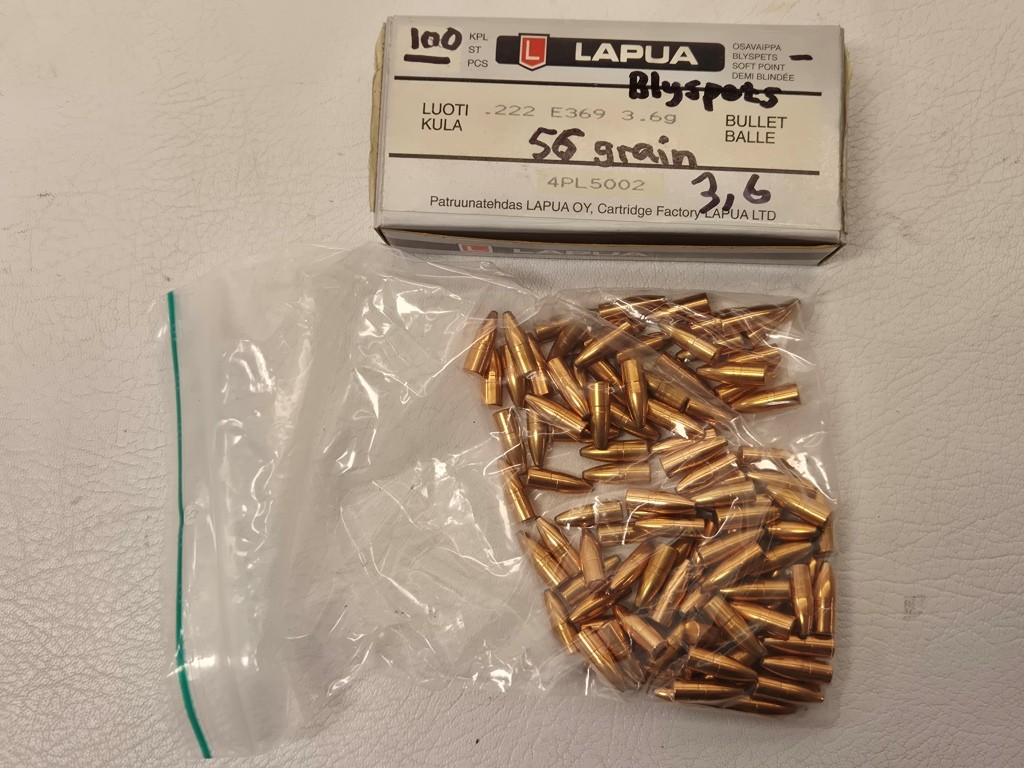 100
KPL
ST
PCS
L LAPUA
OSAVAIPPA
BLYSPETS
SOFT POINT
DEMI BLINDÉE
Blyspets
LUOTI
KULA
.222 E369 3.6g
BULLET
BALLE
56 grain
4PL5002
3,6
Patruunatehdas LAPUA OY, Cartridge Factory LAPUA LTD
L LAPUA